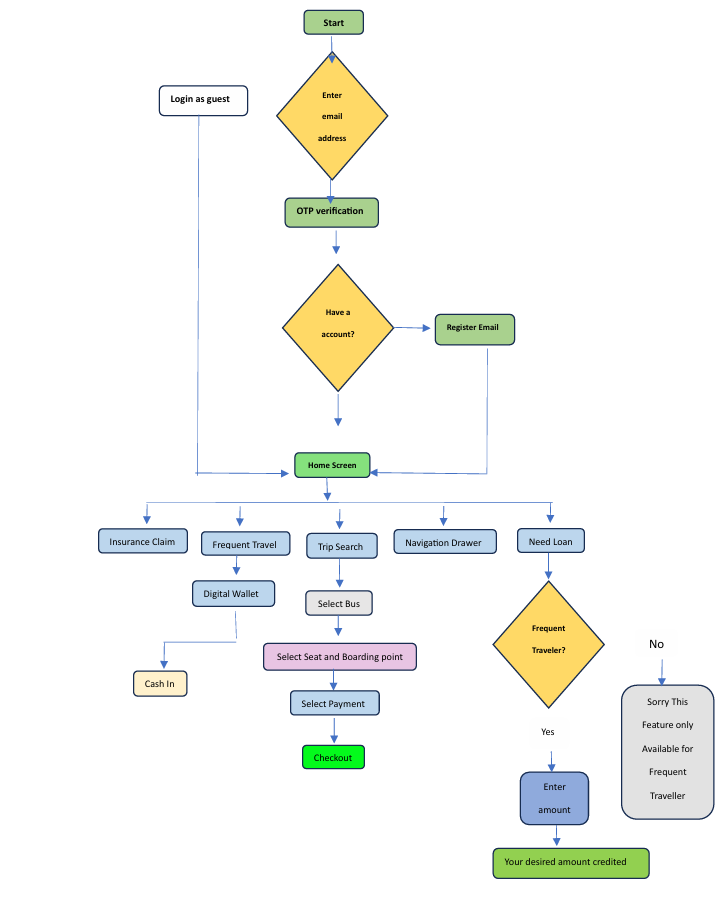 Start
Enter
email
address
Login as guest
OTP verification
Have a
account?
Register Email
Home Screen
Insurance Claim
Frequent Travel
Trip Search
Navigation Drawer
Need Loan
Digital Wallet
Select Bus
Frequent
Traveler?
No
Select Seat and Boarding point
Cash In
Select Payment
Sorry This
Feature only
Available for
Frequent
Traveller
Yes
Checkout
Enter
amount
Your desired amount credited